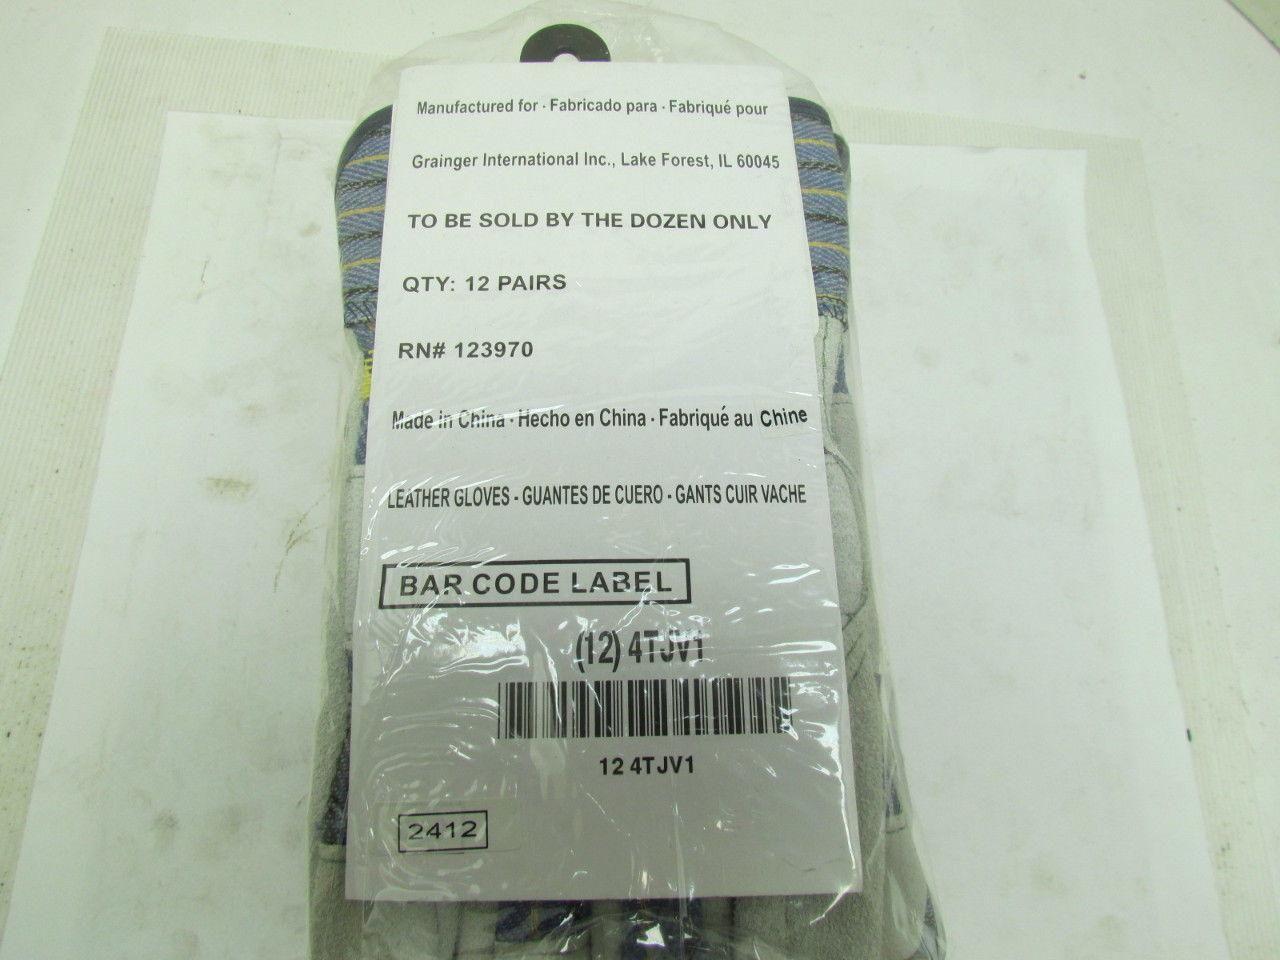 Manufactured for · Fabricado para · Fabriqué pour
Grainger International Inc., Lake Forest, IL 60045
TO BE SOLD BY THE DOZEN ONLY
QTY: 12 PAIRS
RN# 123970
Made in China · Hecho en China · Fabriqué au Chine
LEATHER GLOVES - GUANTES DE CUERO - GANTS CUIR VACHE
BAR CODE LABEL
(12) 4TJV1
12 4TJV1
2412